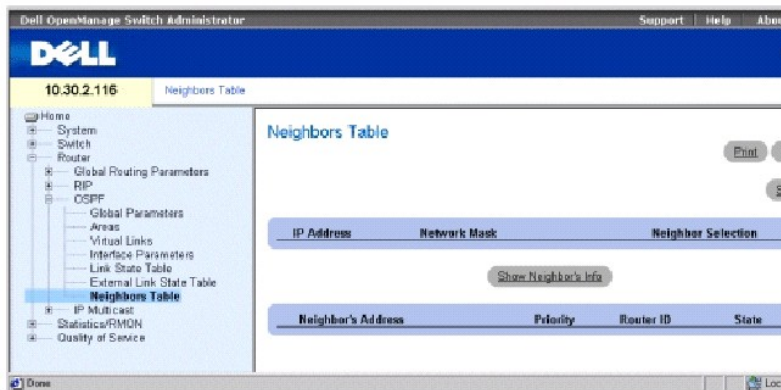 Dell OpenManage Switch Administrator Support Help Abou
DELL
10.30.2.116 Neighbors Table
Home
System
Switch
Router
Global Routing Parameters
RIP
OSPF
Global Parameters
Areas
Virtual Links
Interface Parameters
Link State Table
External Link State Table
Neighbors Table
IP Multicast
Statistics/RMON
Quality of Service
Neighbors Table
Print
S
IP Address Network Mask Neighbor Selection
Show Neighbor's Info
Neighbor's Address Priority Router ID State
Done Loc